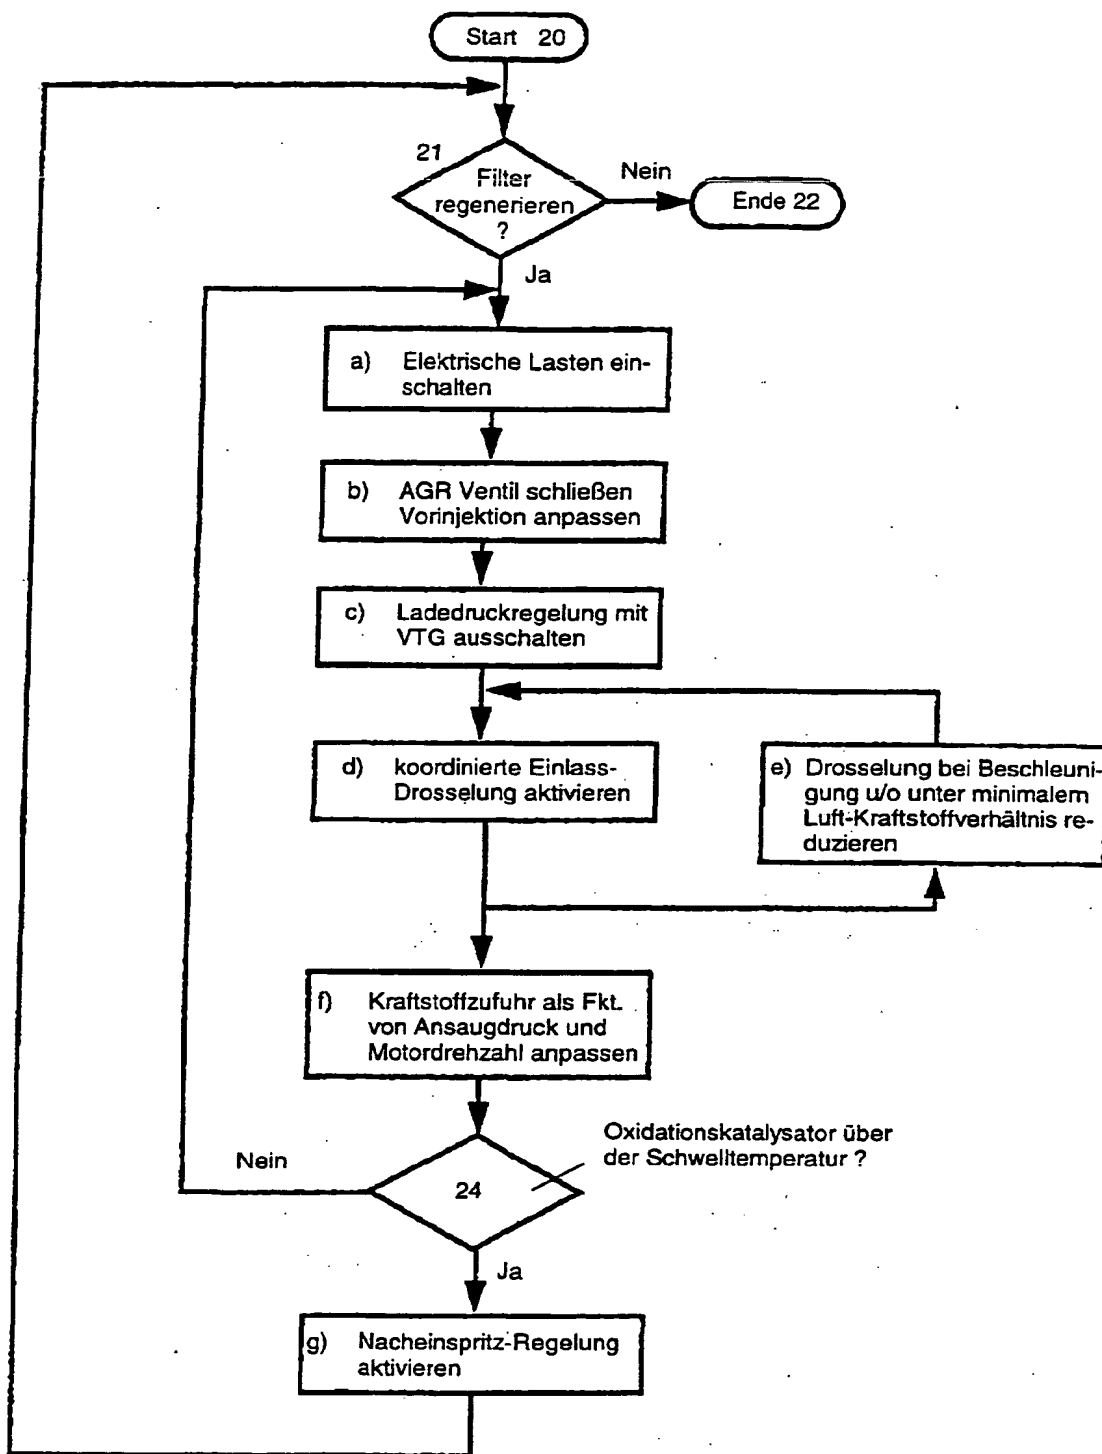 Start 20
21
Filter
regenerieren
?
Nein
Ende 22
Ja
a) Elektrische Lasten ein-
schalten
b) AGR Ventil schließen
Vorinjektion anpassen
c) Ladedruckregelung mit
VTG ausschalten
d) koordinierte Einlass-
Drosselung aktivieren
e) Drosselung bei Beschleuni-
gung u/o unter minimalem
Luft-Kraftstoffverhältnis re-
duzieren
f) Kraftstoffzufuhr als Fkt.
von Ansaugdruck und
Motordrehzahl anpassen
Oxidationskatalysator über
der Schwelltemperatur ?
Nein
24
Ja
g) Nacheinspritz-Regelung
aktivieren